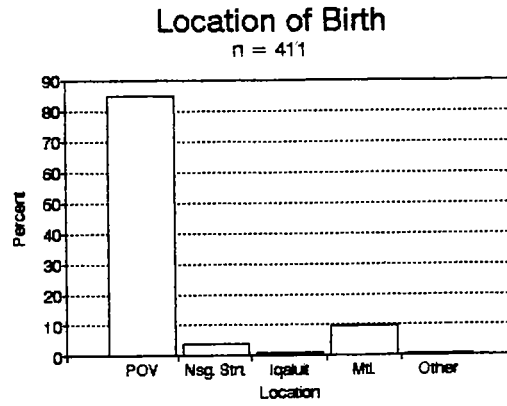 Location of Birth
n = 411
90
80
70
60
50
40
30
20
10
0
Percent
POV Nsg. Strn. Iqaluit Mtl. Other
Location